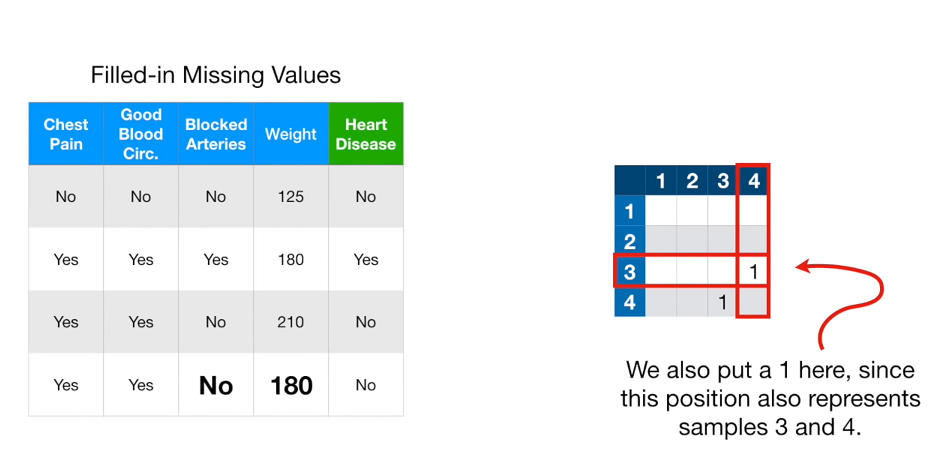 Filled-in Missing Values
Chest Pain Good Blood Circ. Blocked Arteries Weight Heart Disease
No No No 125 No
Yes Yes Yes 180 Yes
Yes Yes No 210 No
Yes Yes No 180 No
1 2 3 4
1
2
3 1
4 1
We also put a 1 here, since
this position also represents
samples 3 and 4.